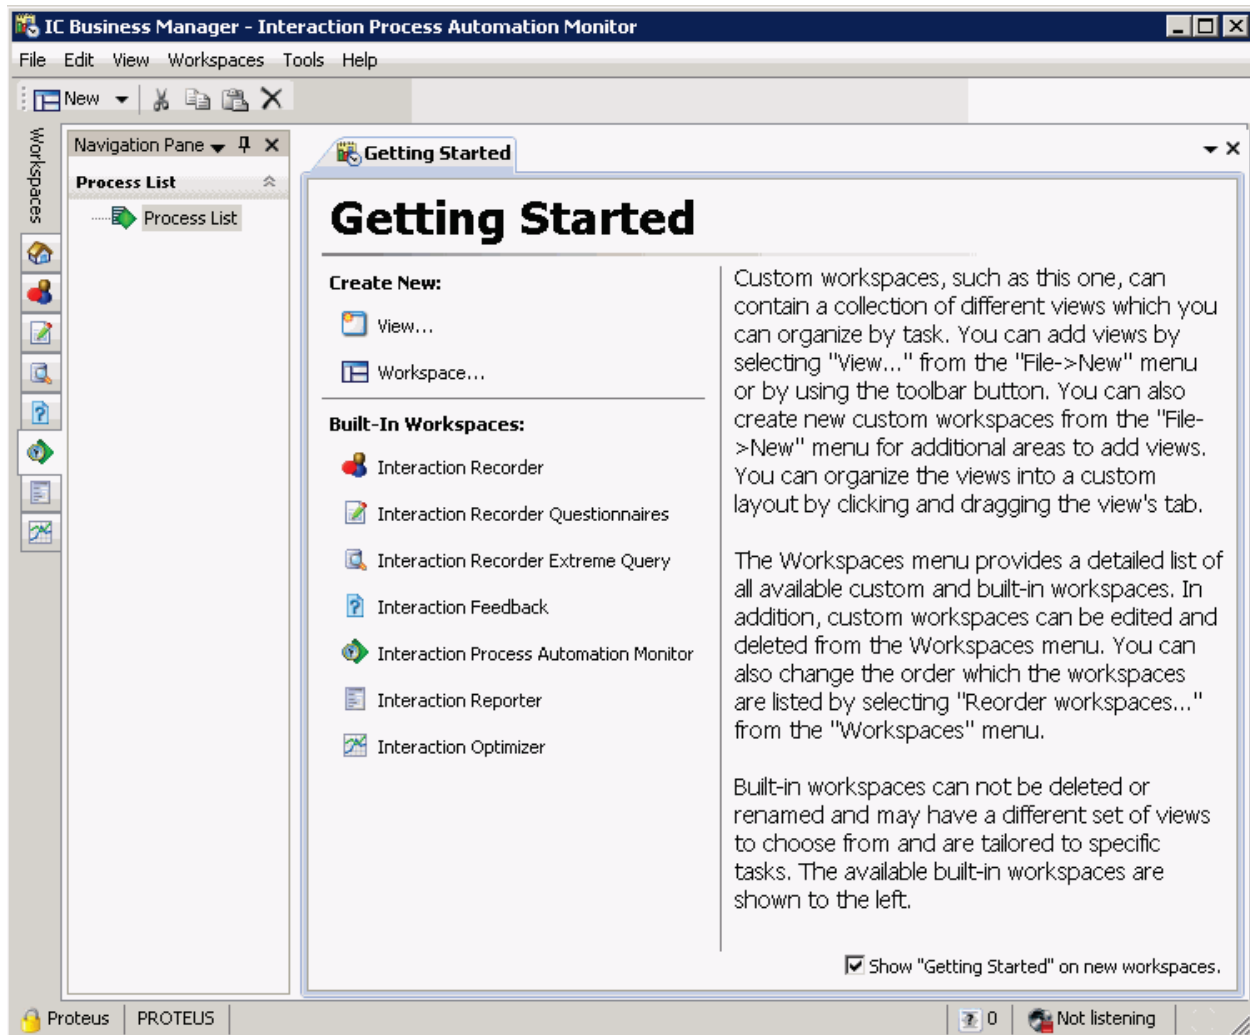 IC Business Manager - Interaction Process Automation Monitor
File Edit View Workspaces Tools Help
New
Workspaces
Navigation Pane
Process List
Process List
Getting Started
Getting Started
Create New:
View...
Workspace...
Built-In Workspaces:
Interaction Recorder
Interaction Recorder Questionnaires
Interaction Recorder Extreme Query
Interaction Feedback
Interaction Process Automation Monitor
Interaction Reporter
Interaction Optimizer
Custom workspaces, such as this one, can
contain a collection of different views which you
can organize by task. You can add views by
selecting "View..." from the "File->New" menu
or by using the toolbar button. You can also
create new custom workspaces from the "File-
>New" menu for additional areas to add views.
You can organize the views into a custom
layout by clicking and dragging the view's tab.
The Workspaces menu provides a detailed list of
all available custom and built-in workspaces. In
addition, custom workspaces can be edited and
deleted from the Workspaces menu. You can
also change the order which the workspaces
are listed by selecting "Reorder workspaces..."
from the "Workspaces" menu.
Built-in workspaces can not be deleted or
renamed and may have a different set of views
to choose from and are tailored to specific
tasks. The available built-in workspaces are
shown to the left.
Show "Getting Started" on new workspaces.
Proteus PROTEUS 0 Not listening